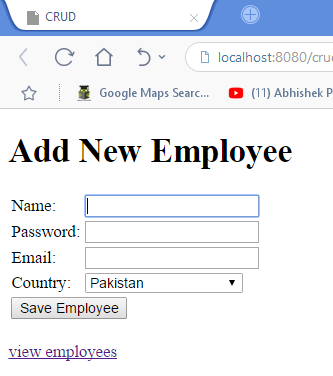 CRUD
localhost:8080/cru
Google Maps Searc... (11) Abhishek P
Add New Employee
Name:
Password:
Email:
Country: Pakistan
Save Employee
view employees